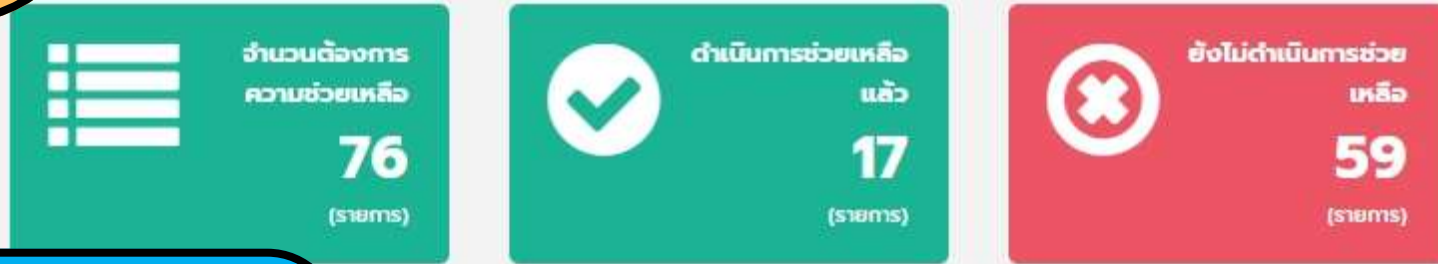 จำนวนต้องการ
ความช่วยเหลือ
76
(รายการ)
ดำเนินการช่วยเหลือ
แล้ว
17
(รายการ)
ยังไม่ดำเนินการช่วย
เหลือ
59
(รายการ)